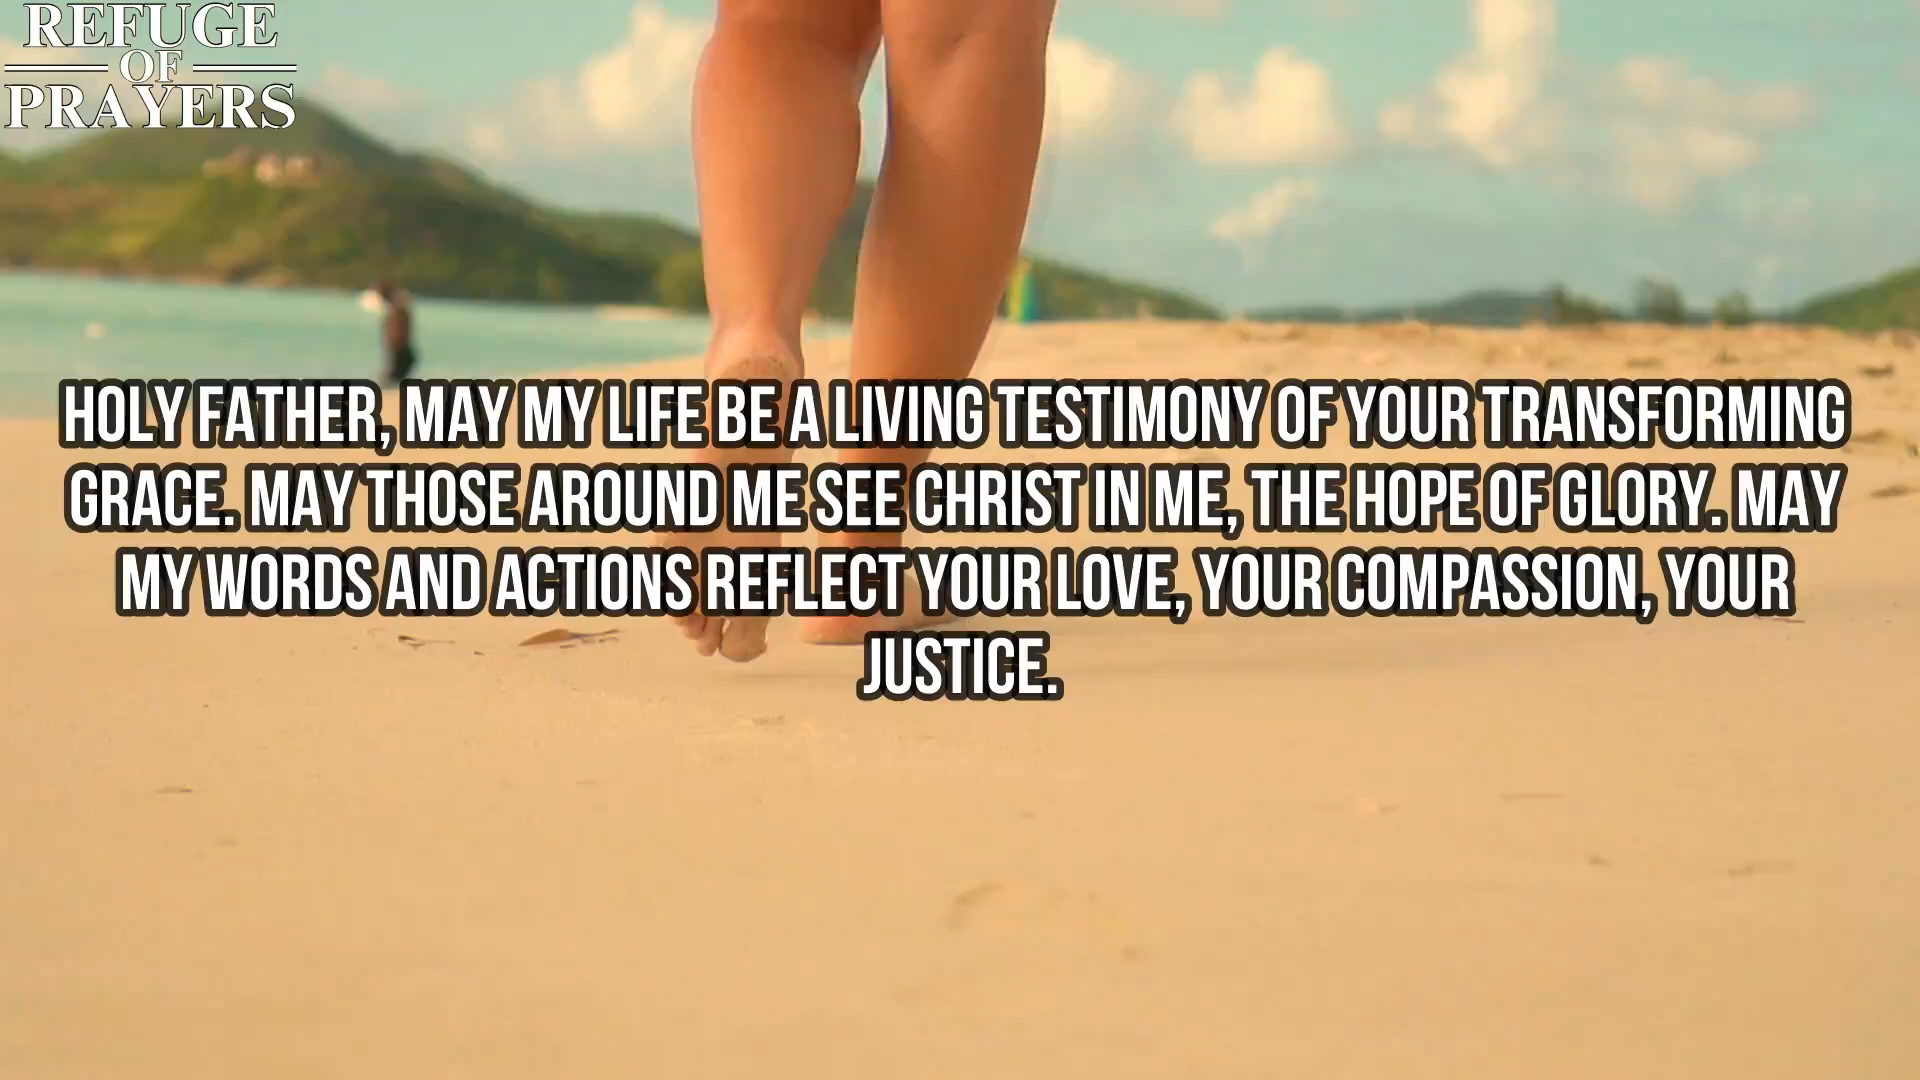 REFUGE
OF
PRAYERS
HOLY FATHER, MAY MY LIFE BE A LIVING TESTIMONY OF YOUR TRANSFORMING
GRACE. MAY THOSE AROUND ME SEE CHRIST IN ME, THE HOPE OF GLORY. MAY
MY WORDS AND ACTIONS REFLECT YOUR LOVE, YOUR COMPASSION, YOUR
JUSTICE.